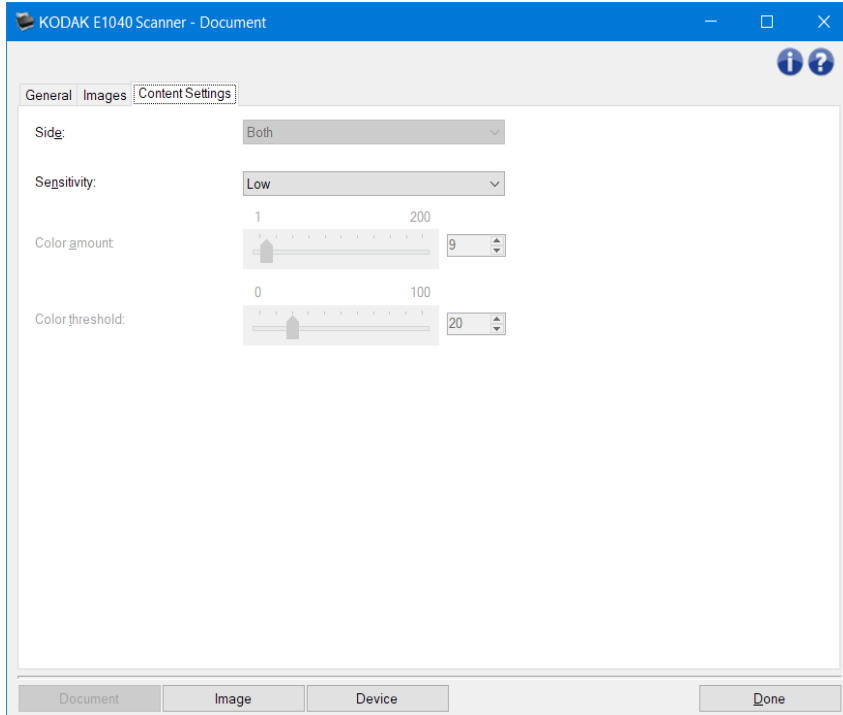 KODAK E1040 Scanner - Document
General Images Content Settings
Side: Both
Sensitivity: Low
1 200
Color amount: 9
0 100
Color threshold: 20
Document Image Device Done